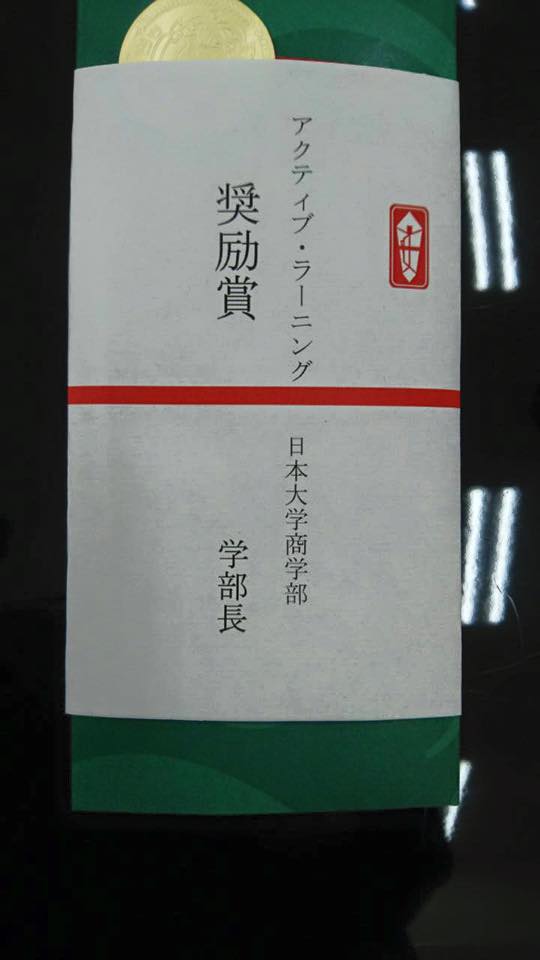 アクティブ・ラーニング
奨励賞
日本大学商学部
学部長